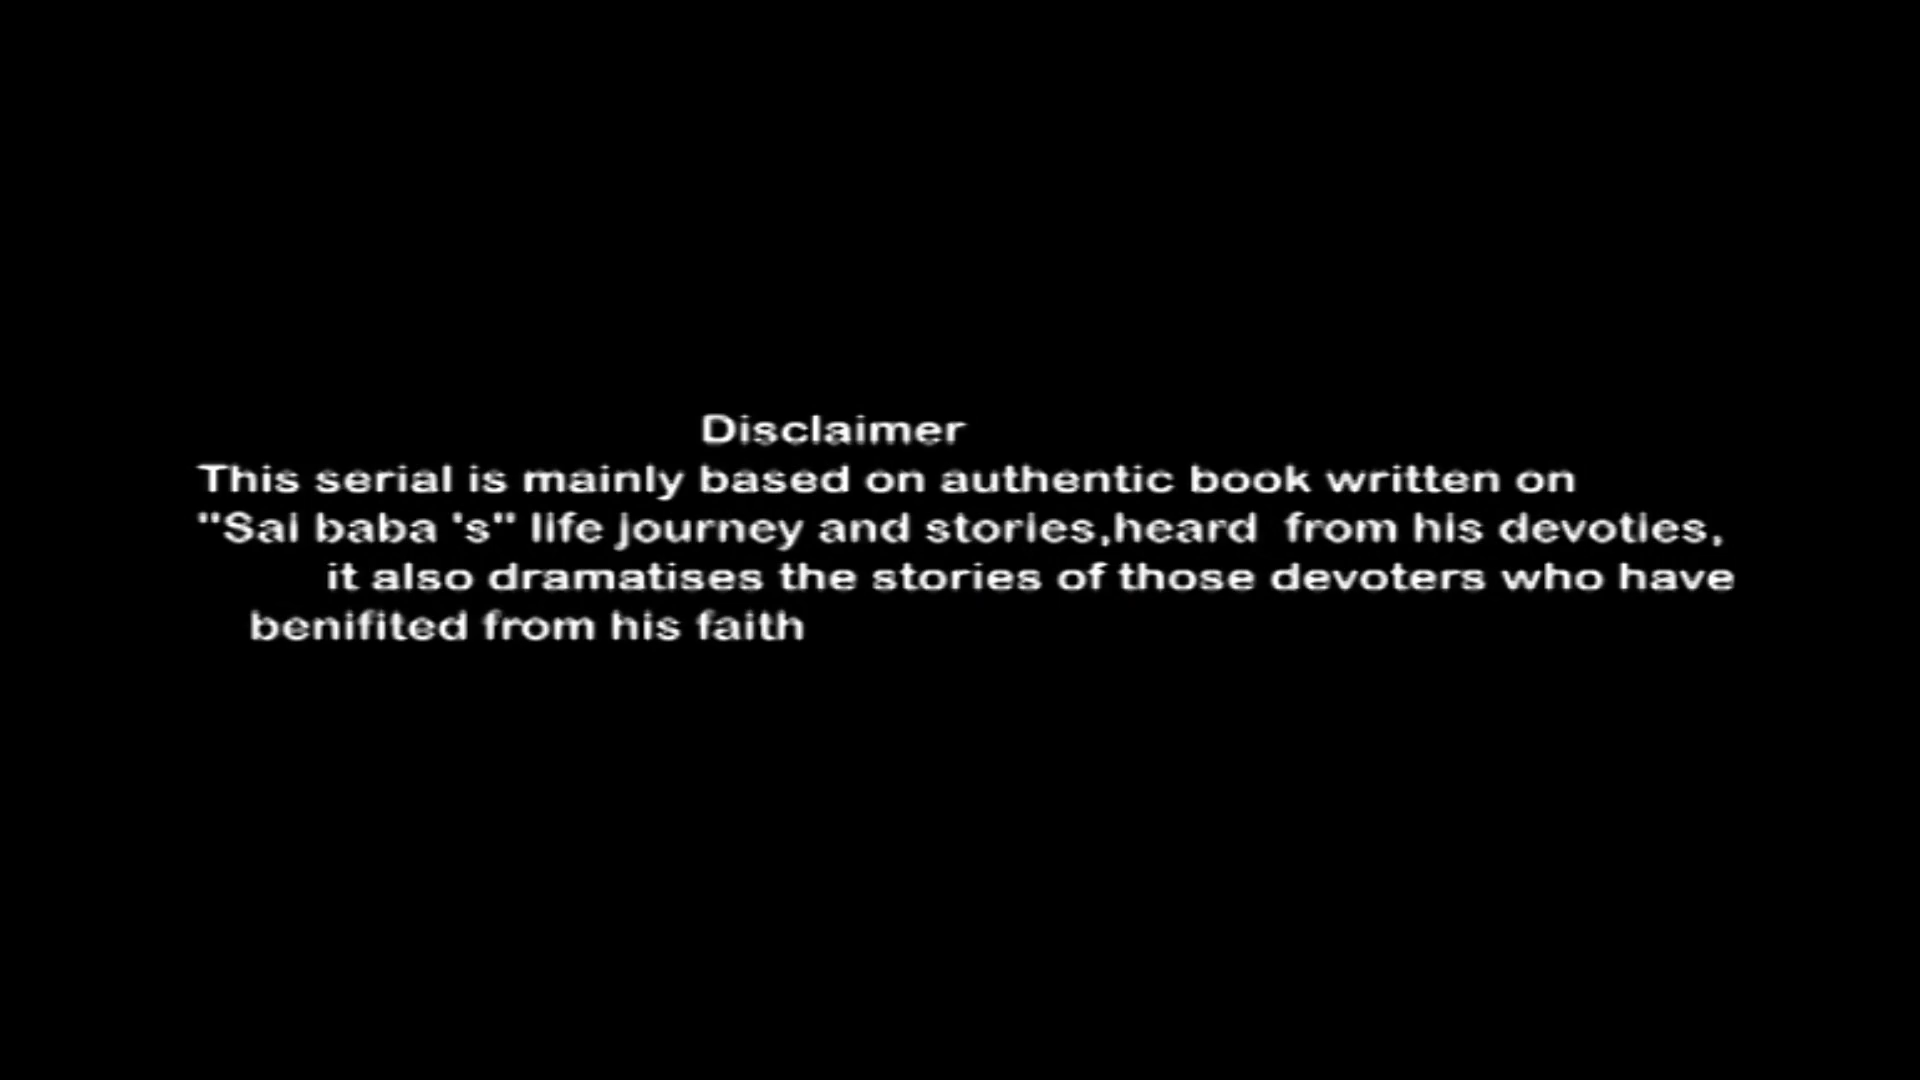 Disclaimer
This serial is mainly based on authentic book written on
"Sai baba 's" life journey and stories,heard from his devoties,
it also dramatises the stories of those devoters who have
benifited from his faith